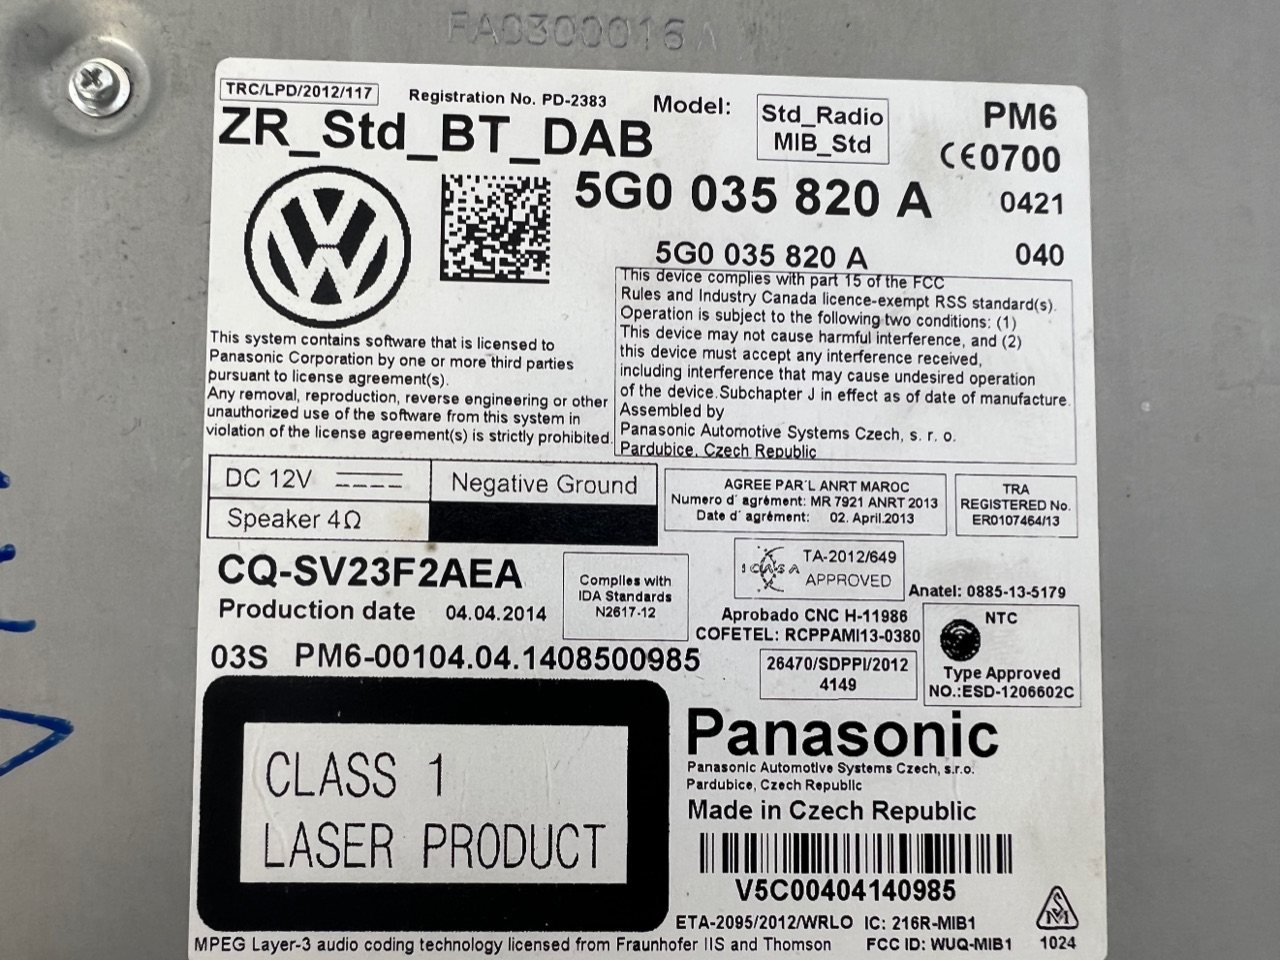 FA0300016A
TRC/LPD/2012/117
Registration No. PD-2383
Model:
Std_Radio
MIB_Std
PM6
CE0700
ZR_Std_BT_DAB
5G0 035 820 A
0421
5G0 035 820 A
040
This system contains software that is licensed to
Panasonic Corporation by one or more third parties
pursuant to license agreement(s).
Any removal, reproduction, reverse engineering or other
unauthorized use of the software from this system in
violation of the license agreement(s) is strictly prohibited.
This device complies with part 15 of the FCC
Rules and Industry Canada licence-exempt RSS standard(s).
Operation is subject to the following two conditions: (1)
This device may not cause harmful interference, and (2)
this device must accept any interference received,
including interference that may cause undesired operation
of the device.Subchapter J in effect as of date of manufacture.
Assembled by
Panasonic Automotive Systems Czech, s. r. o.
Pardubice, Czech Republic
DC 12V
Negative Ground
Speaker 4Ω
AGREE PAR'L ANRT MAROC
Numero d' agrément: MR 7921 ANRT 2013
Date d' agrément: 02. April.2013
TRA
REGISTERED No.
ER0107464/13
CQ-SV23F2AEA
Production date 04.04.2014
Complies with
IDA Standards
N2617-12
ICASA
TA-2012/649
APPROVED
Anatel: 0885-13-5179
Aprobado CNC H-11986
COFETEL: RCPPAMI13-0380
NTC
Type Approved
NO.:ESD-1206602C
03S PM6-00104.04.1408500985
26470/SDPPI/2012
4149
CLASS 1
LASER PRODUCT
Panasonic
Panasonic Automotive Systems Czech, s.r.o.
Pardubice, Czech Republic
Made in Czech Republic
V5C00404140985
ETA-2095/2012/WRLO IC: 216R-MIB1
MPEG Layer-3 audio coding technology licensed from Fraunhofer IIS and Thomson
FCC ID: WUQ-MIB1
1024